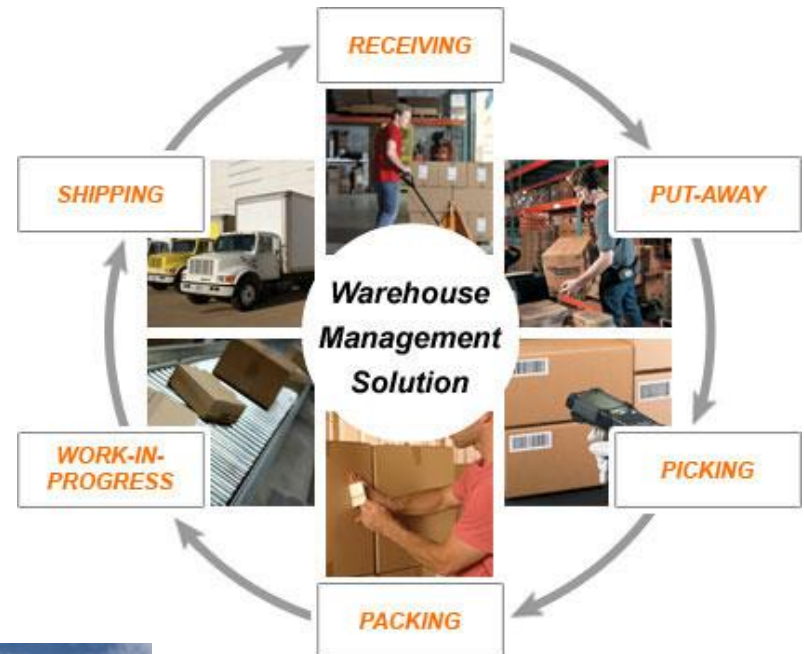 RECEIVING
PUT-AWAY
SHIPPING
Warehouse
Management
Solution
WORK-IN-
PROGRESS
PICKING
PACKING